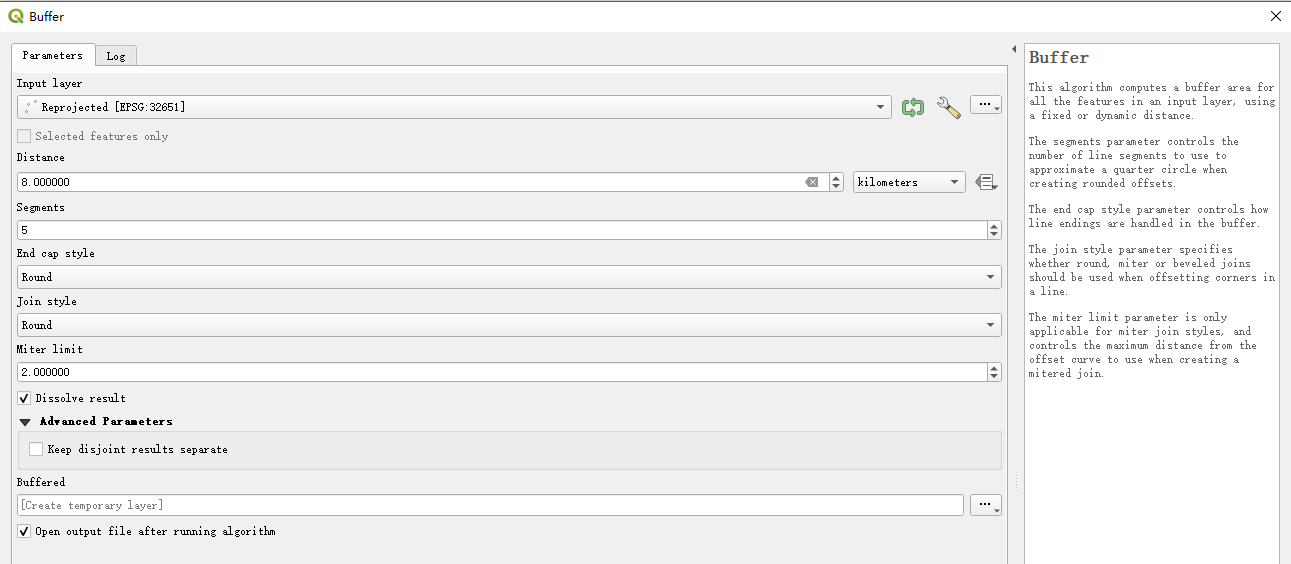 Buffer
Parameters
Log
Input layer
Reprojected [EPSG:32651]
Selected features only
Distance
8.000000
kilometers
Segments
5
End cap style
Round
Join style
Round
Miter limit
2.000000
Dissolve result
Advanced Parameters
Keep disjoint results separate
Buffered
[Create temporary layer]
Open output file after running algorithm
Buffer
This algorithm computes a buffer area for
all the features in an input layer, using
a fixed or dynamic distance.
The segments parameter controls the
number of line segments to use to
approximate a quarter circle when
creating rounded offsets.
The end cap style parameter controls how
line endings are handled in the buffer.
The join style parameter specifies
whether round, miter or beveled joins
should be used when offsetting corners in
a line.
The miter limit parameter is only
applicable for miter join styles, and
controls the maximum distance from the
offset curve to use when creating a
mitered join.